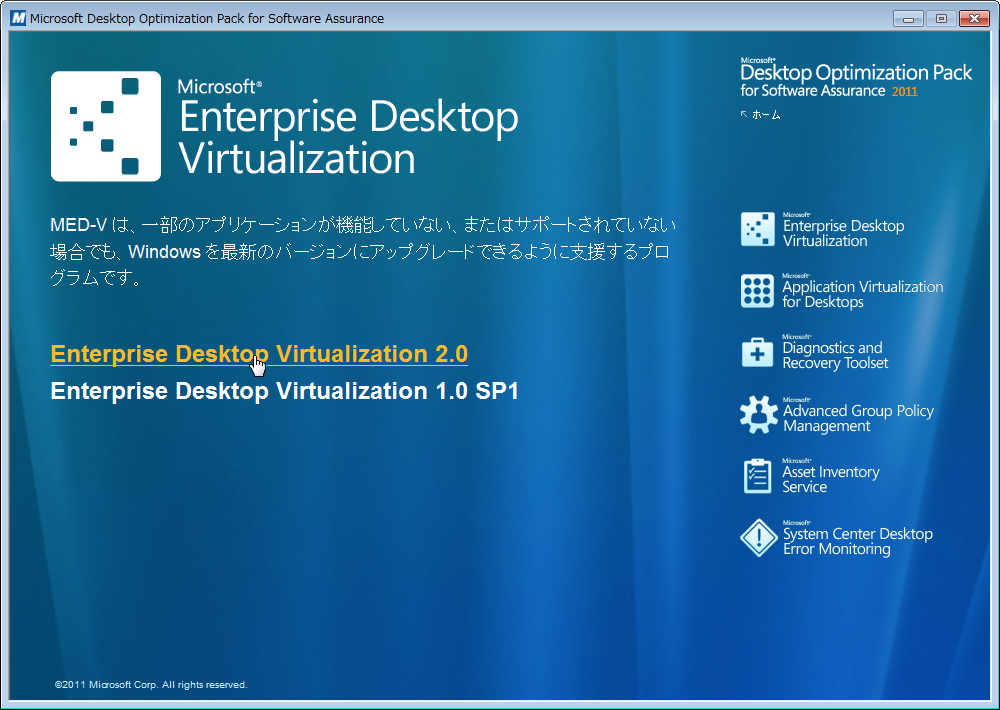 Microsoft Desktop Optimization Pack for Software Assurance
Microsoft®
Enterprise Desktop
Virtualization
MED-V は、一部のアプリケーションが機能していない、またはサポートされていない
場合でも、Windows を最新のバージョンにアップグレードできるように支援するプロ
グラムです。
Enterprise Desktop Virtualization 2.0
Enterprise Desktop Virtualization 1.0 SP1
Microsoft®
Desktop Optimization Pack
for Software Assurance 2011
ホーム
Microsoft®
Enterprise Desktop
Virtualization
Microsoft®
Application Virtualization
for Desktops
Microsoft®
Diagnostics and
Recovery Toolset
Microsoft®
Advanced Group Policy
Management
Microsoft®
Asset Inventory
Service
Microsoft®
System Center Desktop
Error Monitoring
©2011 Microsoft Corp. All rights reserved.